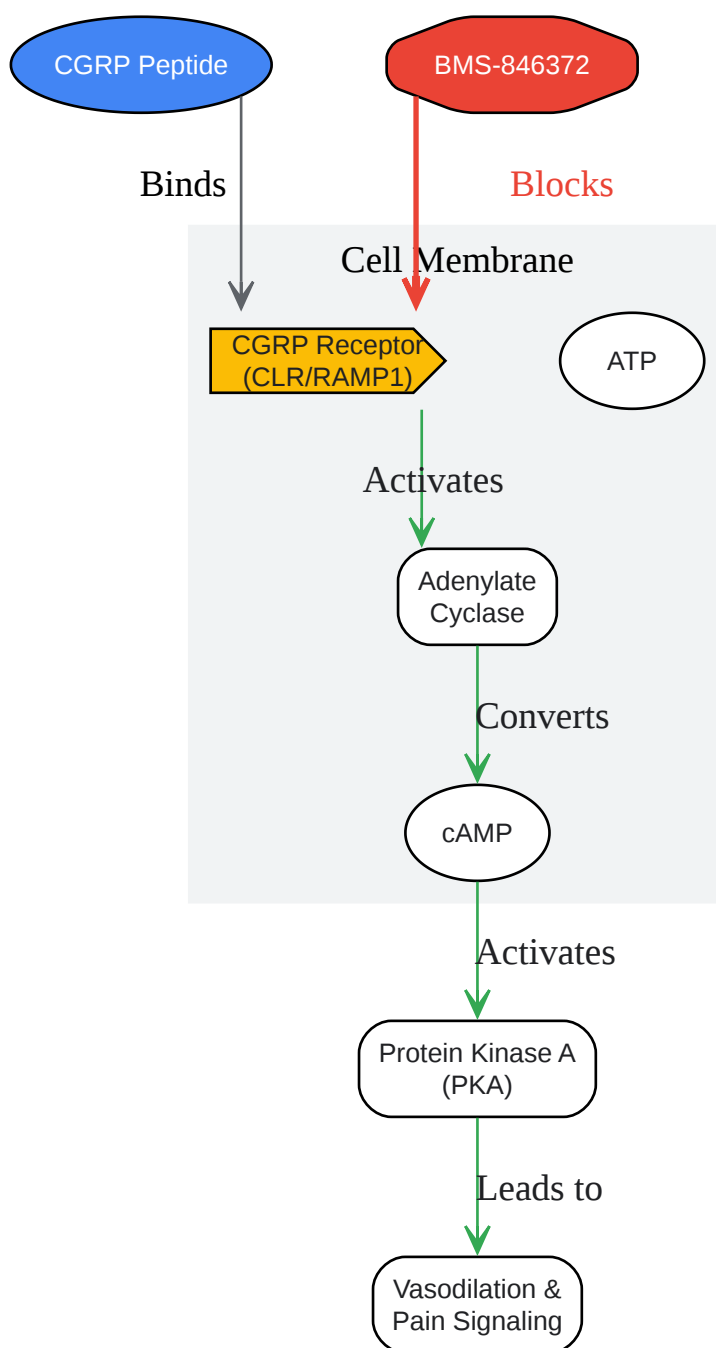 CGRP Peptide
BMS-846372
Binds
Blocks
Cell Membrane
CGRP Receptor
(CLR/RAMP1)
ATP
Activates
Adenylate
Cyclase
Converts
cAMP
Activates
Protein Kinase A
(PKA)
Leads to
Vasodilation &
Pain Signaling